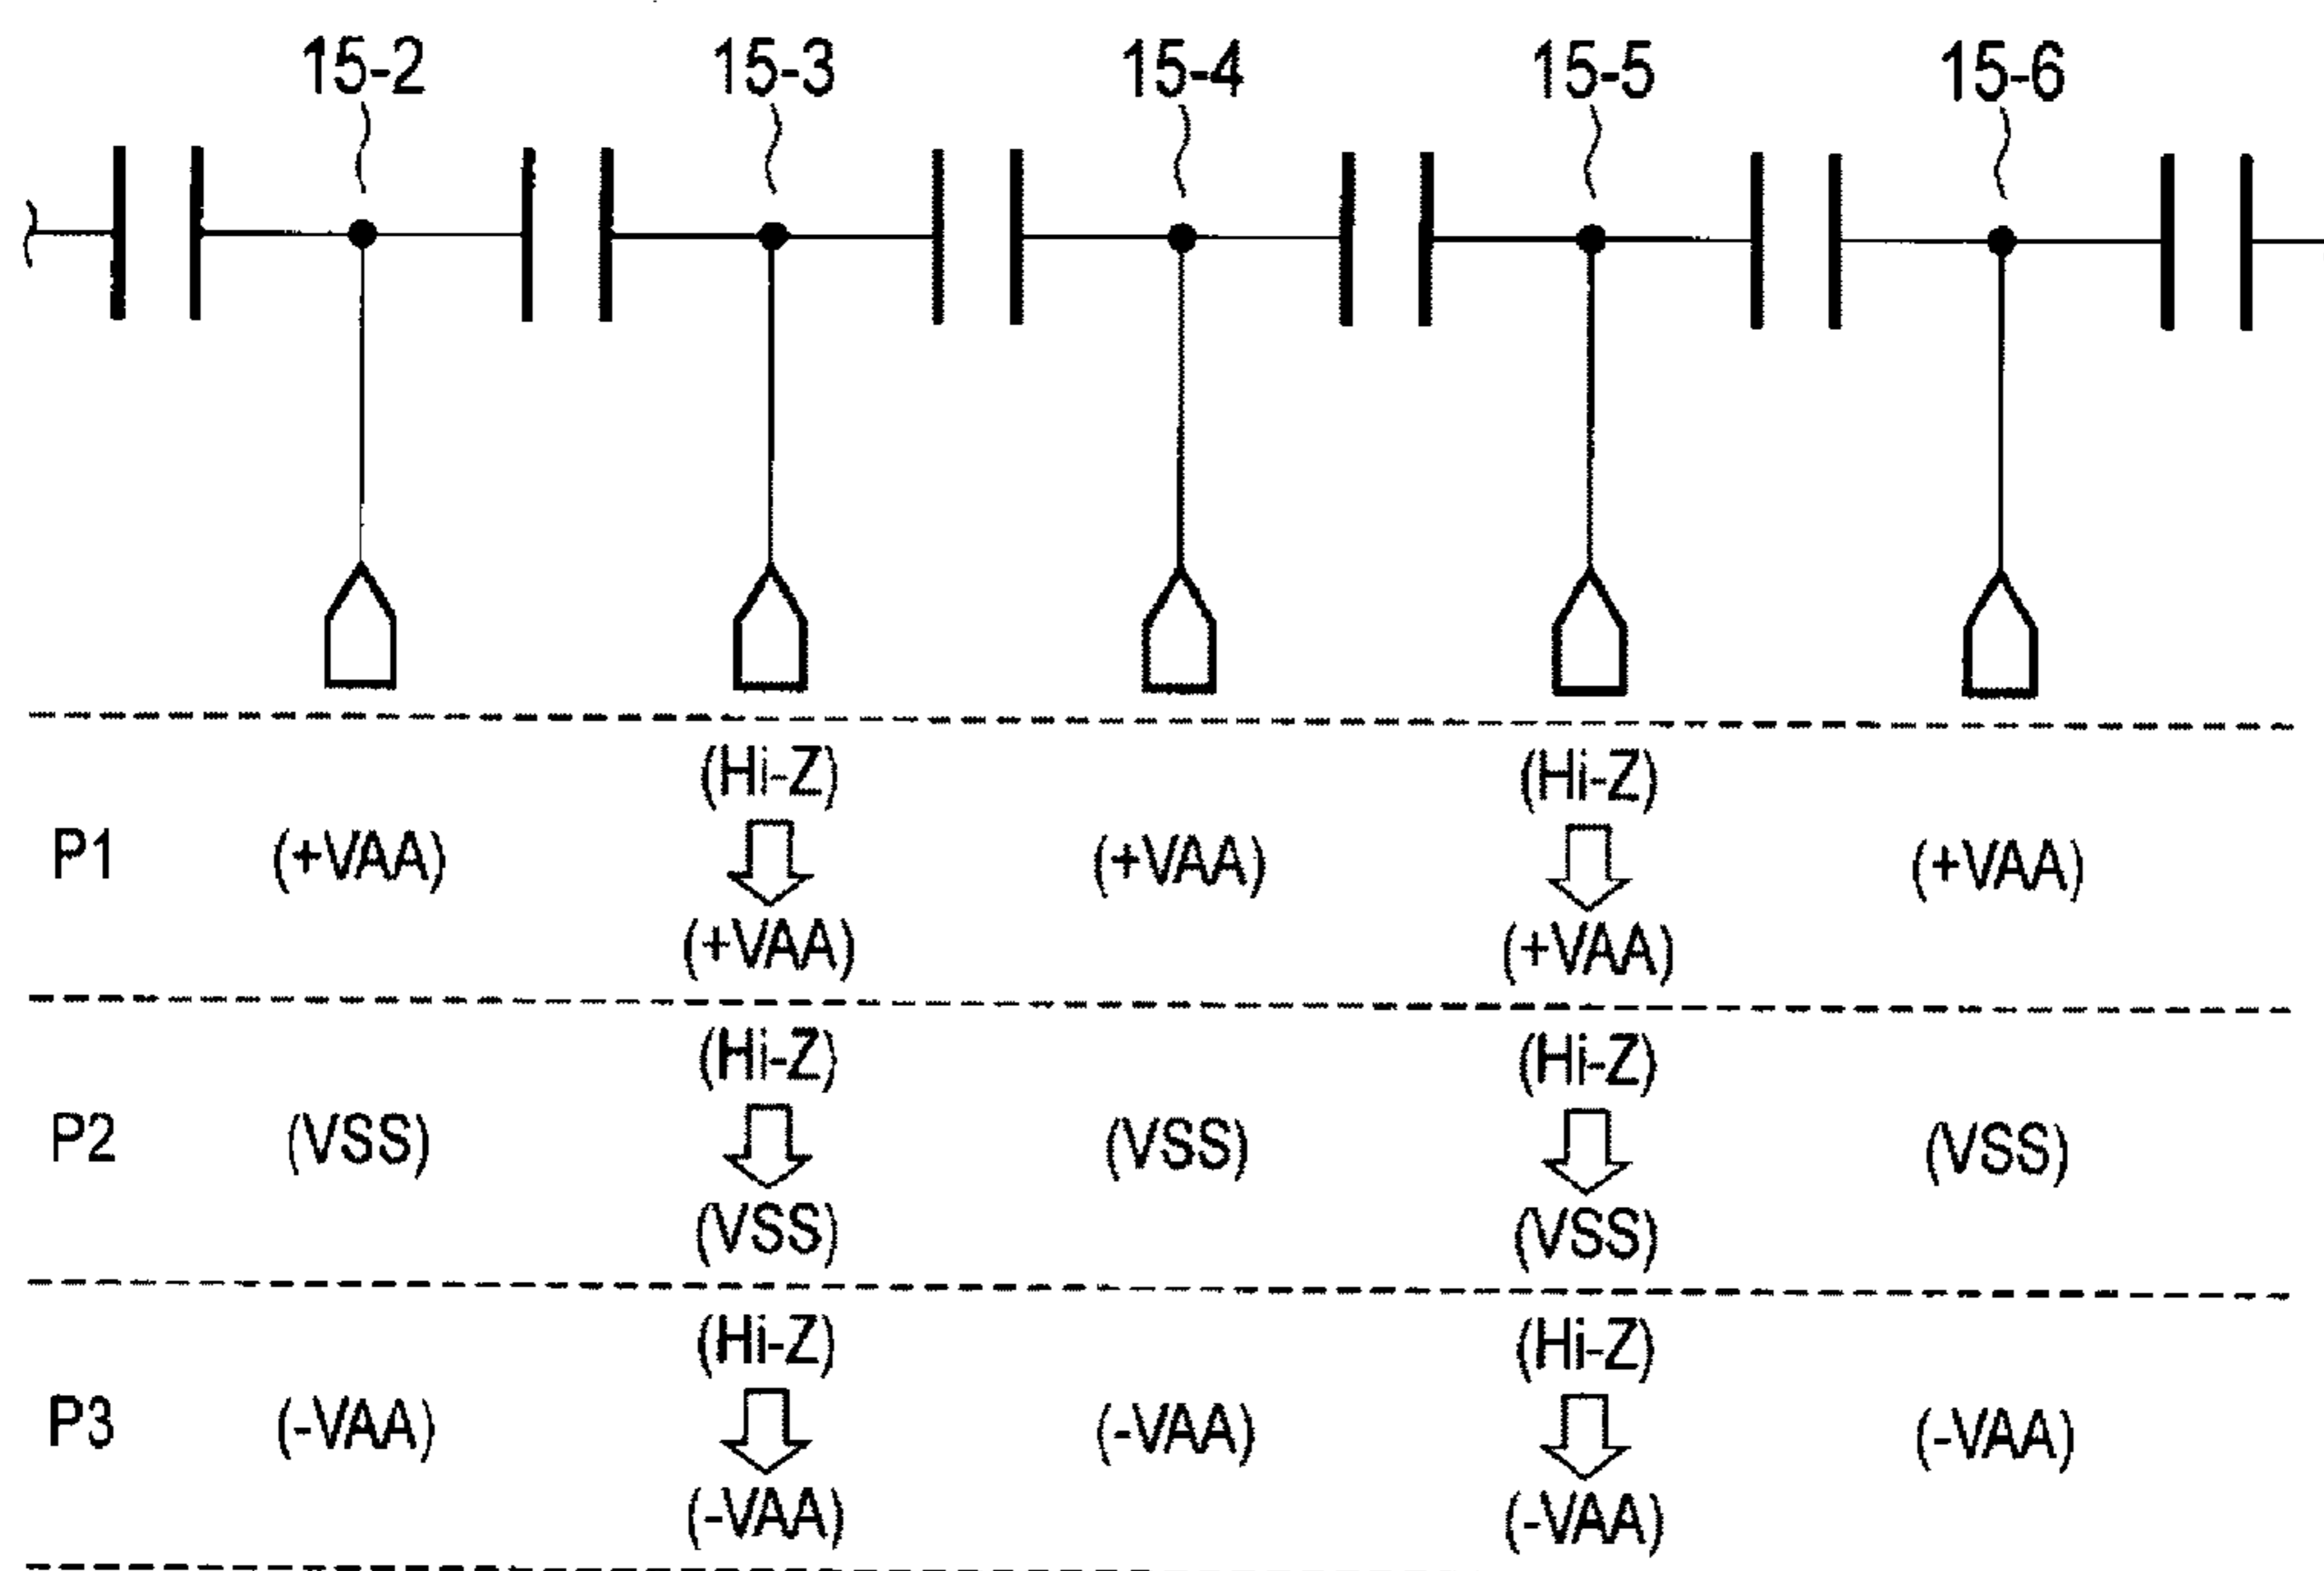 15-2 15-3 15-4 15-5 15-6
(Hi-Z) (Hi-Z)
P1 (+VAA) (+VAA) (+VAA)
(+VAA) (+VAA)
(Hi-Z) (Hi-Z)
P2 (VSS) (VSS) (VSS)
(VSS) (VSS)
(Hi-Z) (Hi-Z)
P3 (-VAA) (-VAA) (-VAA)
(-VAA) (-VAA)